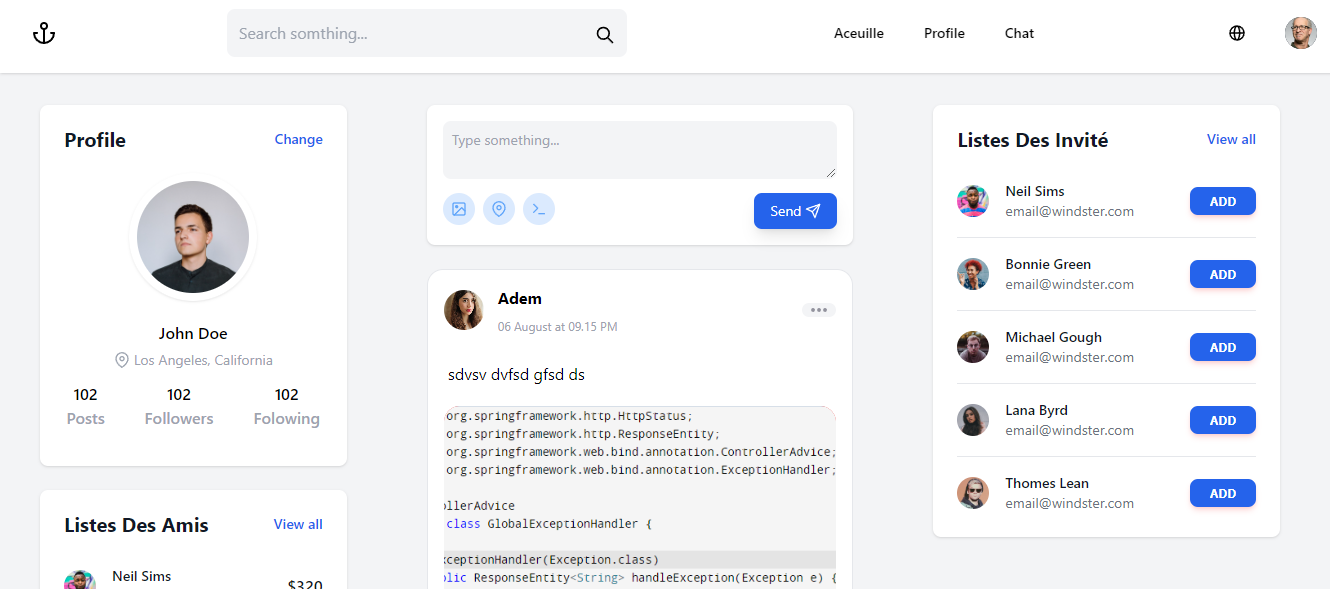 Search somthing...
Aceuille
Profile
Chat
Profile
Change
John Doe
Los Angeles, California
102
102
102
Posts
Followers
Folowing
Listes Des Amis
View all
Neil Sims
$320
Type something...
Send
Adem
06 August at 09.15 PM
sdvsv dvfsd gfsd ds
org.springframework.http.HttpStatus;
org.springframework.http.ResponseEntity;
org.springframework.web.bind.annotation.ControllerAdvice;
org.springframework.web.bind.annotation.ExceptionHandler;
ollerAdvice
class GlobalExceptionHandler {
xceptionHandler(Exception.class)
blic ResponseEntity<String> handleException(Exception e) {
Listes Des Invité
View all
Neil Sims
email@windster.com
ADD
Bonnie Green
email@windster.com
ADD
Michael Gough
email@windster.com
ADD
Lana Byrd
email@windster.com
ADD
Thomes Lean
email@windster.com
ADD